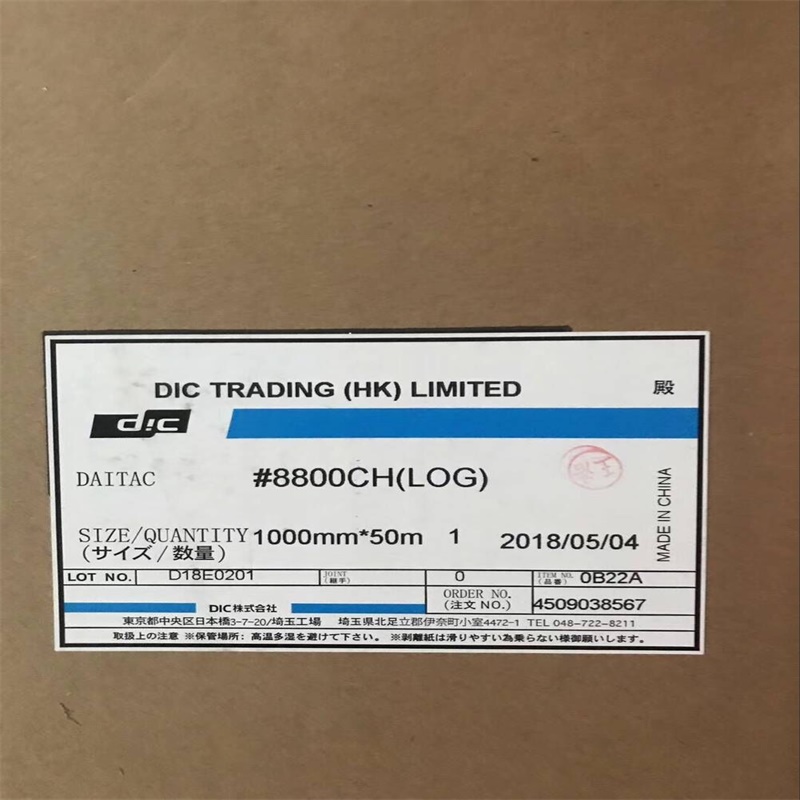 DIC TRADING (HK) LIMITED 殿
dic
DAITAC #8800CH(LOG)
MADE IN CHINA
SIZE/QUANTITY 1000mm*50m 1 2018/05/04
(サイズ/数量)
LOT NO. D18E0201 JOINT (継手) 0 ITEM NO. (品番) 0B22A
DIC株式会社 ORDER NO. (注文 NO.) 4509038567
東京都中央区日本橋3-7-20/埼玉工場 埼玉県北足立郡伊奈町小室4472-1 TEL 048-722-8211
取扱上の注意 ※保管場所: 高温多湿を避けて下さい。 ※剥離紙は滑りやすい為乗らない様御願いします。